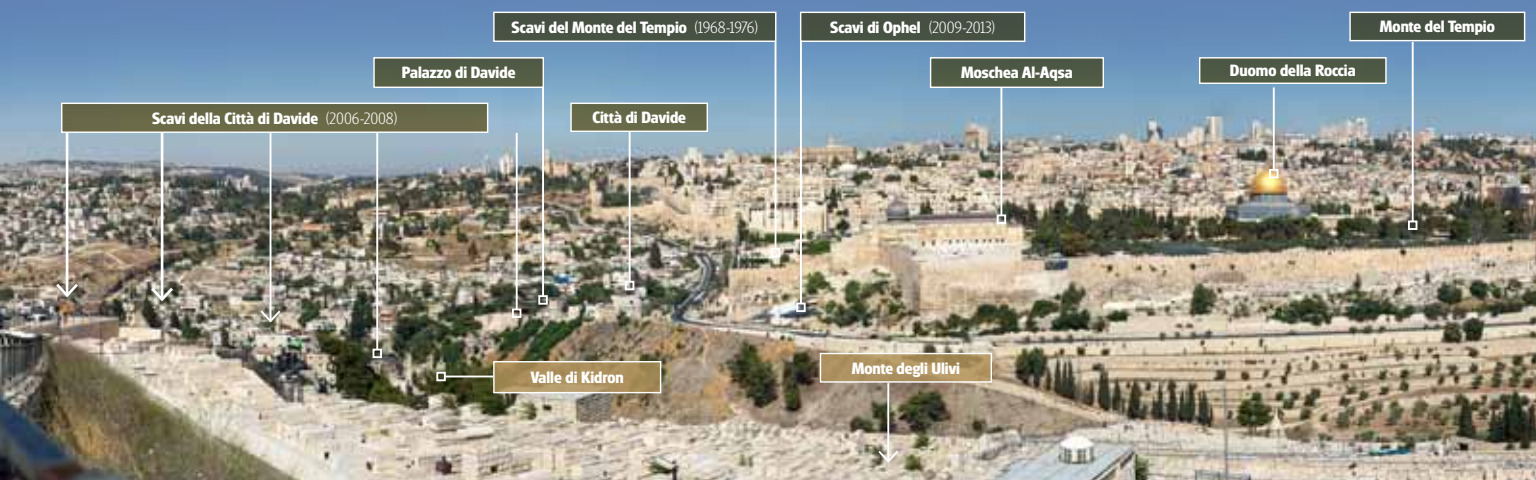 Scavi del Monte del Tempio (1968-1976)
Scavi di Ophel (2009-2013)
Monte del Tempio
Palazzo di Davide
Moschea Al-Aqsa
Duomo della Roccia
Scavi della Città di Davide (2006-2008)
Città di Davide
Valle di Kidron
Monte degli Ulivi